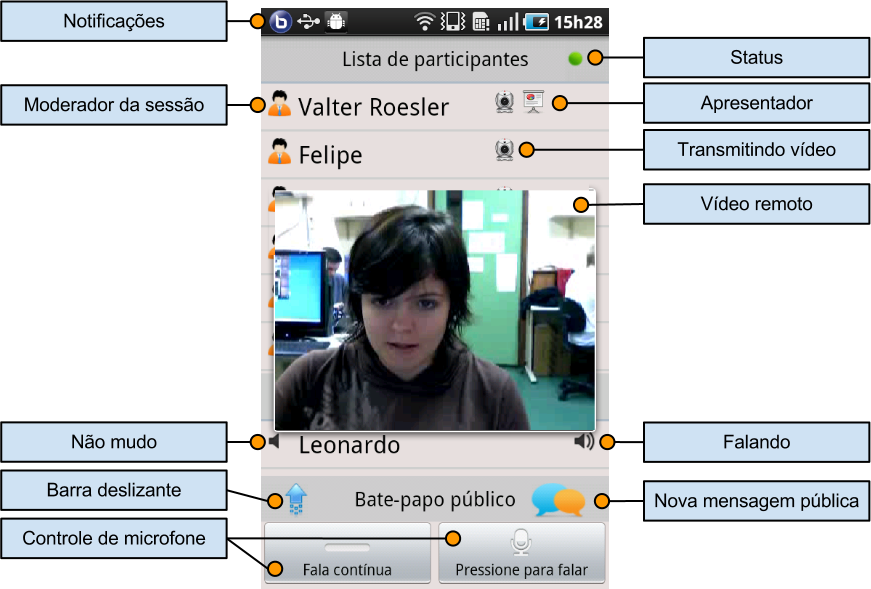 Notificações
b
15h28
Lista de participantes
Status
Moderador da sessão
Valter Roesler
Apresentador
Felipe
Transmitindo vídeo
Vídeo remoto
Não mudo
Leonardo
Falando
Barra deslizante
Bate-papo público
Nova mensagem pública
Controle de microfone
Fala contínua
Pressione para falar